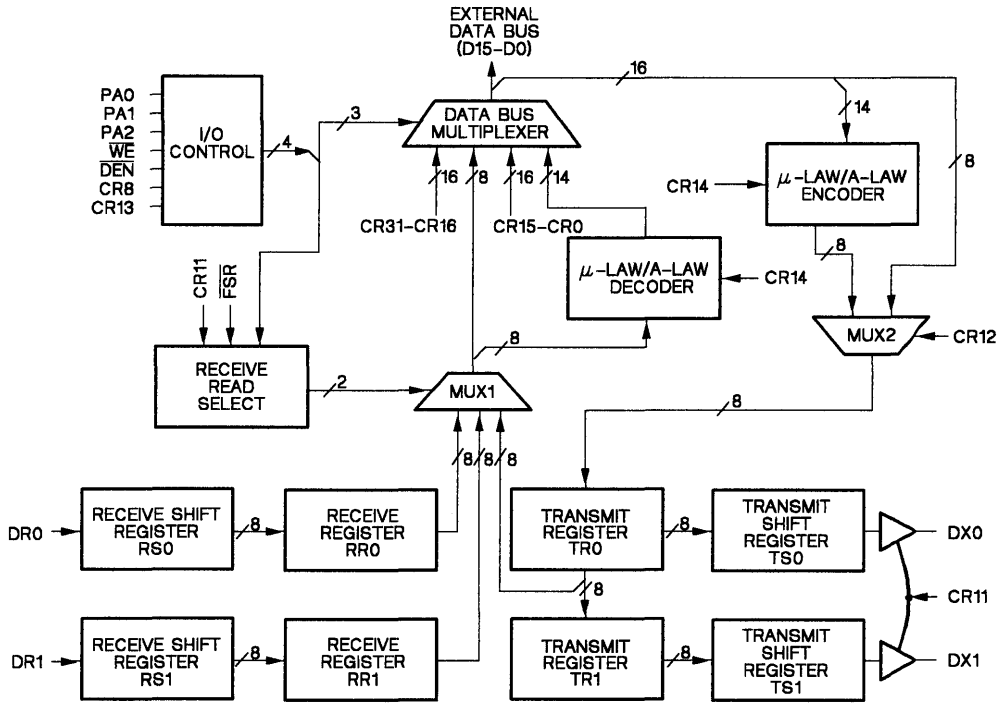 EXTERNAL
DATA BUS
(D15-D0)
16
PA0
PA1
PA2
WE
DEN
CR8
CR13
I/O
CONTROL
4
3
DATA BUS
MULTIPLEXER
14
8
16
8
16
14
CR31-CR16
CR15-CR0
μ-LAW/A-LAW
ENCODER
CR14
8
μ-LAW/A-LAW
DECODER
CR14
CR11
FSR
RECEIVE
READ
SELECT
2
MUX1
8
MUX2
CR12
8
8
8
8
DR0
RECEIVE SHIFT
REGISTER
RS0
8
RECEIVE
REGISTER
RR0
TRANSMIT
REGISTER
TR0
8
TRANSMIT
SHIFT
REGISTER
TS0
DX0
8
CR11
DR1
RECEIVE SHIFT
REGISTER
RS1
8
RECEIVE
REGISTER
RR1
TRANSMIT
REGISTER
TR1
8
TRANSMIT
SHIFT
REGISTER
TS1
DX1